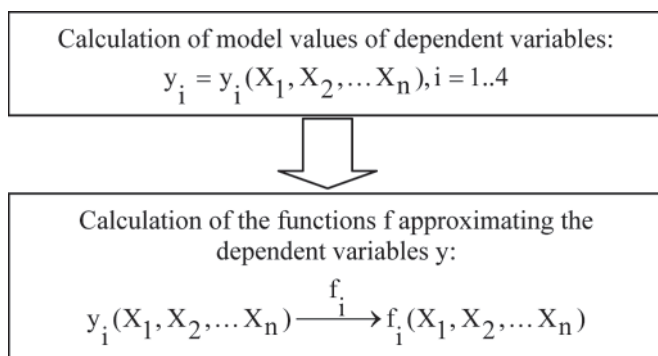 Calculation of model values of dependent variables:
y_i = y_i(X_1, X_2, ... X_n), i = 1..4
Calculation of the functions f approximating the
dependent variables y:
f_i
y_i(X_1, X_2, ... X_n) ⟶ f_i(X_1, X_2, ... X_n)